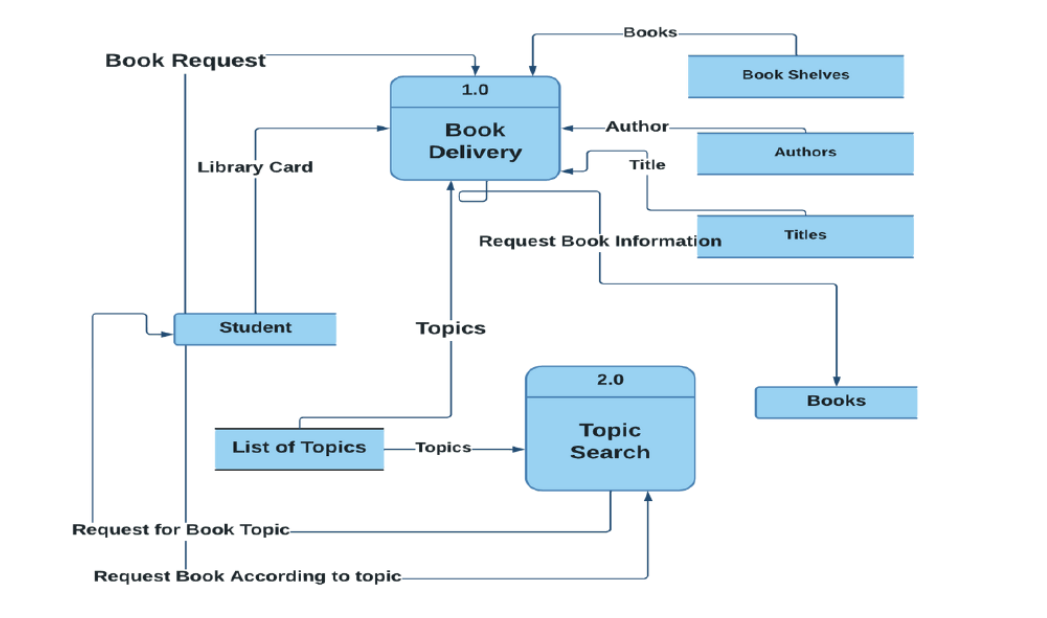 Books
Book Request
Book Shelves
1.0
Book
Delivery
Author
Authors
Library Card
Title
Titles
Request Book Information
Student
Topics
2.0
Topic
Search
Books
List of Topics
Topics
Request for Book Topic
Request Book According to topic